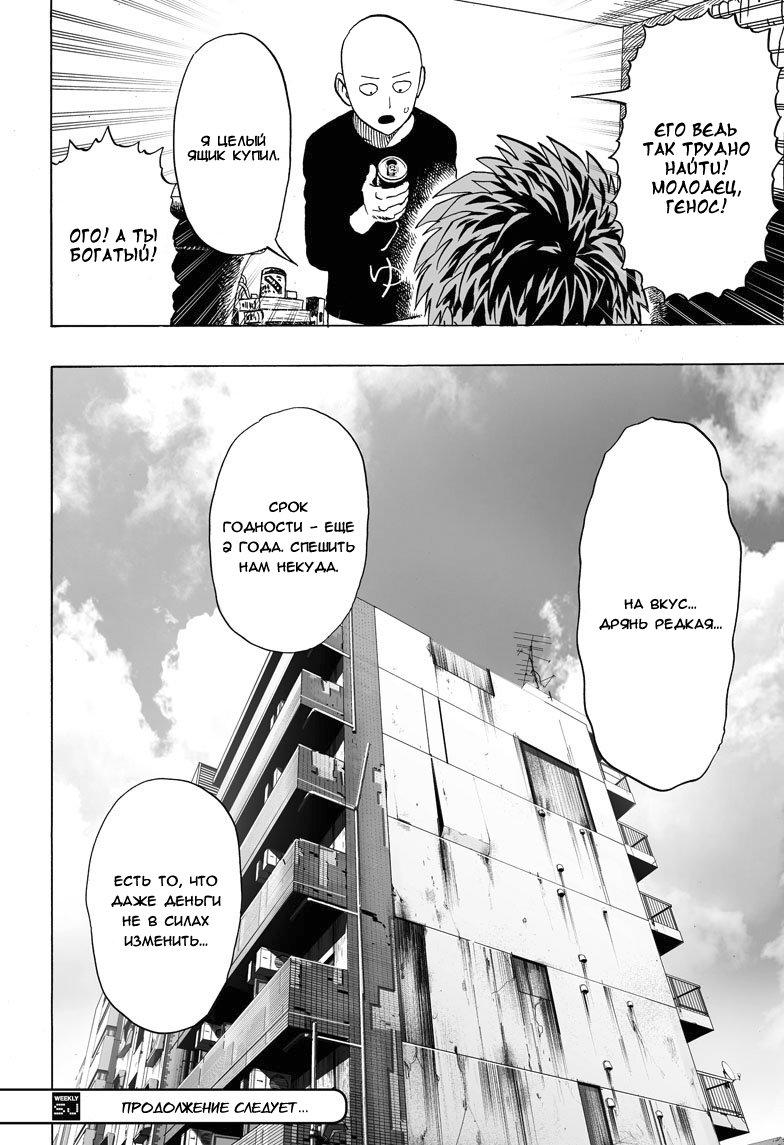 ЕГО ВЕДЬ
ТАК ТРУДНО
НАЙТИ!
МОЛОДЕЦ,
ГЕНОС!
Я ЦЕЛЫЙ
ЯЩИК КУПИЛ.
ОГО! А ТЫ
БОГАТЫЙ!
ゆ
НА ВКУС...
ДРЯНЬ РЕДКАЯ...
СРОК
ГОДНОСТИ - ЕЩЕ
2 ГОДА. СПЕШИТЬ
НАМ НЕКУДА.
ЕСТЬ ТО, ЧТО
ДАЖЕ ДЕНЬГИ
НЕ В СИЛАХ
ИЗМЕНИТЬ...
WEEKLY
ПРОДОЛЖЕНИЕ СЛЕДУЕТ...